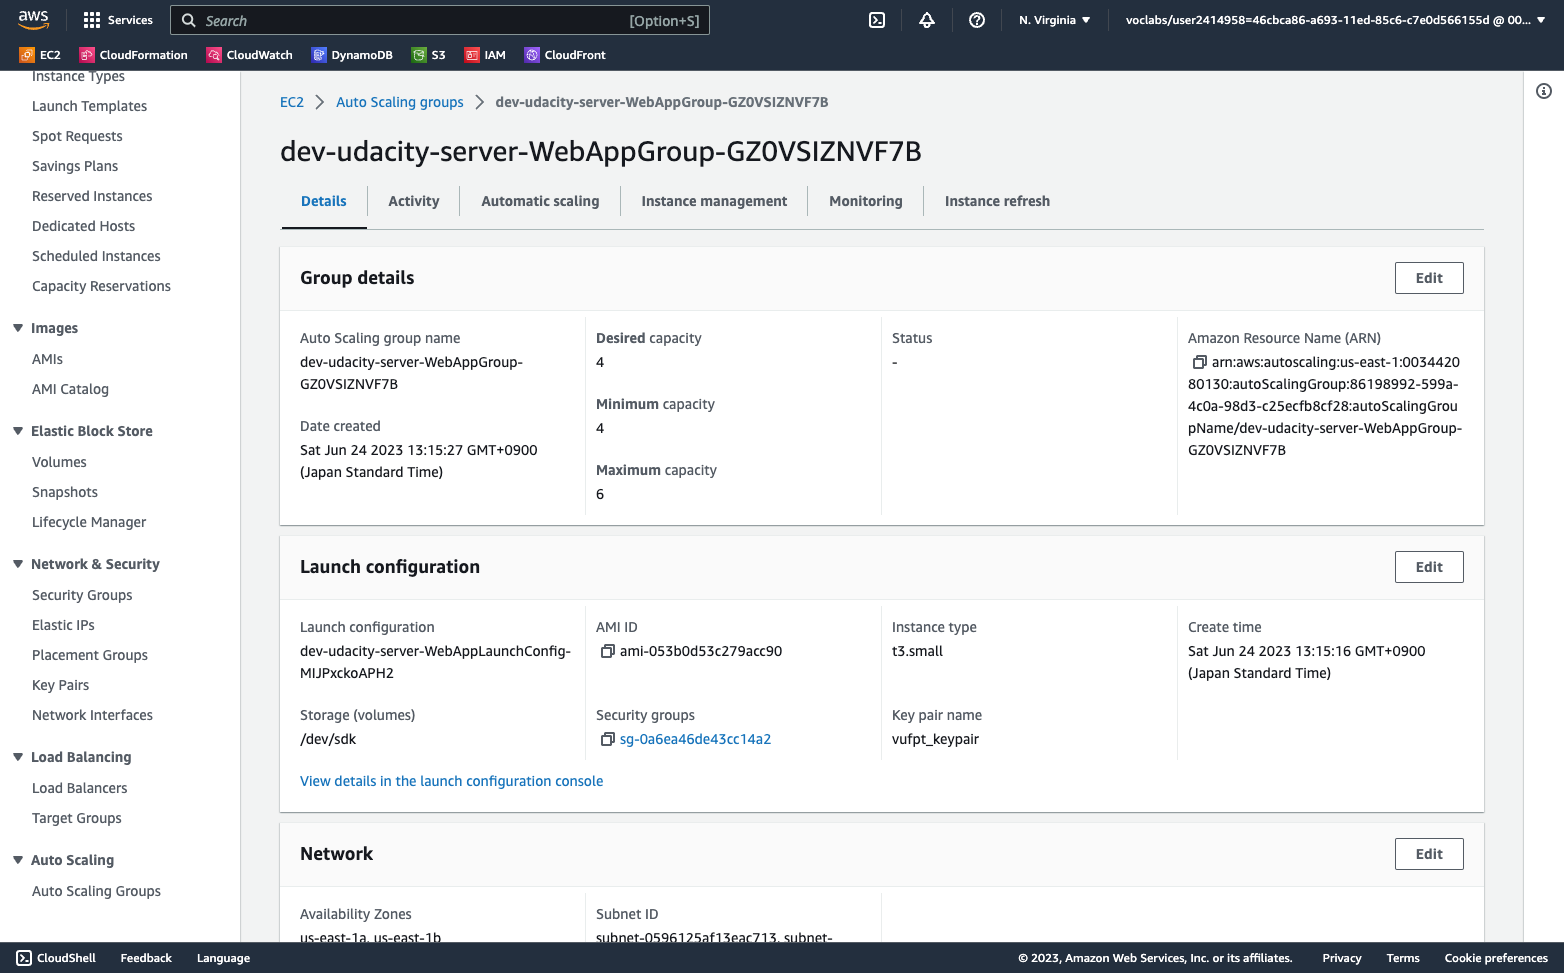 aws
Services
Search
[Option+S]
N. Virginia
voclabs/user2414958=46cbca86-a693-11ed-85c6-c7e0d566155d @ 00...
EC2
CloudFormation
CloudWatch
DynamoDB
S3
IAM
CloudFront
Instance Types
Launch Templates
Spot Requests
Savings Plans
Reserved Instances
Dedicated Hosts
Scheduled Instances
Capacity Reservations
Images
AMIs
AMI Catalog
Elastic Block Store
Volumes
Snapshots
Lifecycle Manager
Network & Security
Security Groups
Elastic IPs
Placement Groups
Key Pairs
Network Interfaces
Load Balancing
Load Balancers
Target Groups
Auto Scaling
Auto Scaling Groups
EC2
Auto Scaling groups
dev-udacity-server-WebAppGroup-GZ0VSIZNVF7B
dev-udacity-server-WebAppGroup-GZ0VSIZNVF7B
Details
Activity
Automatic scaling
Instance management
Monitoring
Instance refresh
Group details
Edit
Auto Scaling group name
dev-udacity-server-WebAppGroup-
GZ0VSIZNVF7B
Date created
Sat Jun 24 2023 13:15:27 GMT+0900
(Japan Standard Time)
Desired capacity
4
Minimum capacity
4
Maximum capacity
6
Status
-
Amazon Resource Name (ARN)
arn:aws:autoscaling:us-east-1:0034420
80130:autoScalingGroup:86198992-599a-
4c0a-98d3-c25ecfb8cf28:autoScalingGrou
pName/dev-udacity-server-WebAppGroup-
GZ0VSIZNVF7B
Launch configuration
Edit
Launch configuration
dev-udacity-server-WebAppLaunchConfig-
MIJPxckoAPH2
AMI ID
ami-053b0d53c279acc90
Instance type
t3.small
Create time
Sat Jun 24 2023 13:15:16 GMT+0900
(Japan Standard Time)
Storage (volumes)
/dev/sdk
Security groups
sg-0a6ea46de43cc14a2
Key pair name
vufpt_keypair
View details in the launch configuration console
Network
Edit
Availability Zones
us-east-1a, us-east-1b
Subnet ID
subnet-0596125af13eac713, subnet-
CloudShell
Feedback
Language
© 2023, Amazon Web Services, Inc. or its affiliates.
Privacy
Terms
Cookie preferences